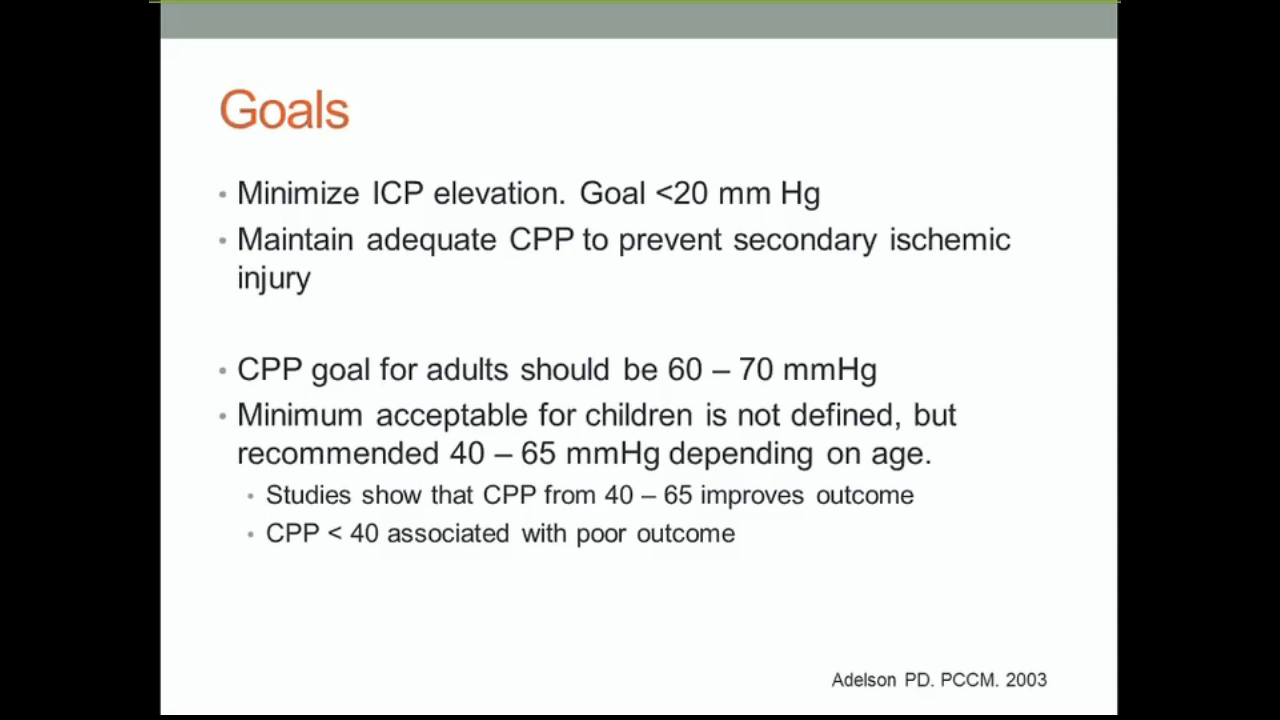 Goals
• Minimize ICP elevation. Goal <20 mm Hg
• Maintain adequate CPP to prevent secondary ischemic
injury
• CPP goal for adults should be 60 – 70 mmHg
• Minimum acceptable for children is not defined, but
recommended 40 – 65 mmHg depending on age.
• Studies show that CPP from 40 – 65 improves outcome
• CPP < 40 associated with poor outcome
Adelson PD. PCCM. 2003